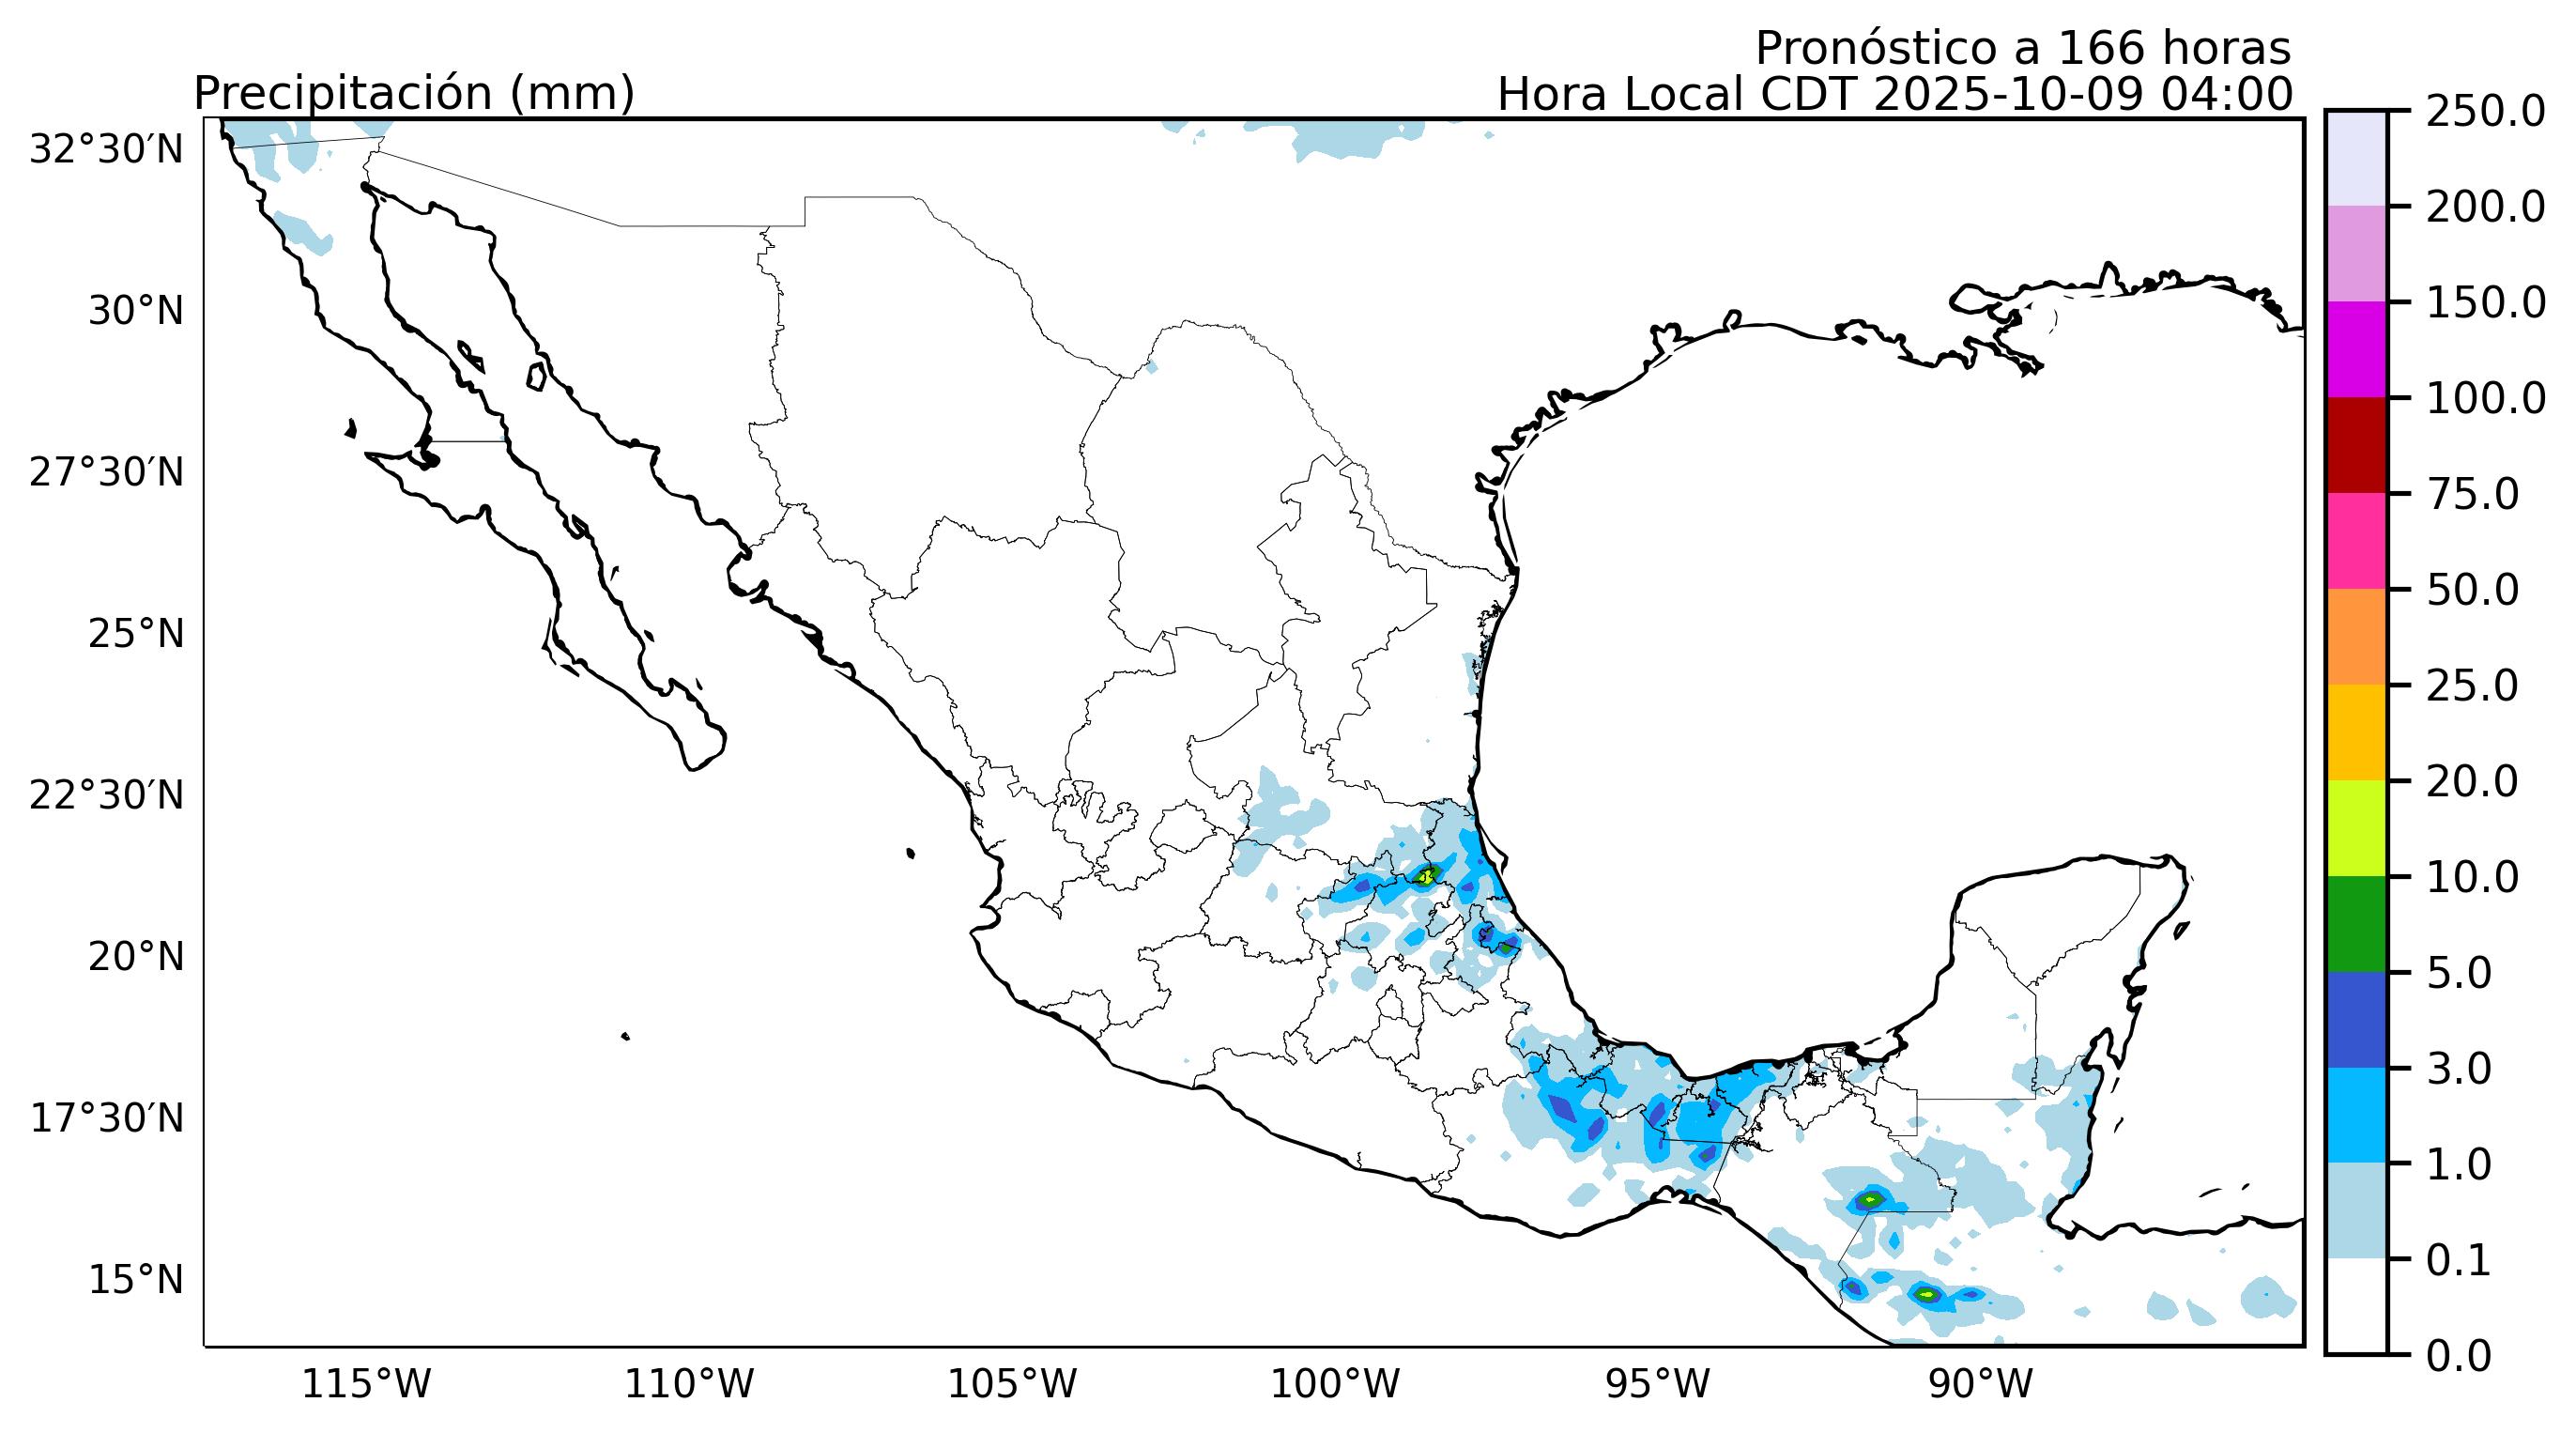 Pronóstico a 166 horas
Precipitación (mm)
Hora Local CDT 2025-10-09 04:00
32°30′N
30°N
27°30′N
25°N
22°30′N
20°N
17°30′N
15°N
115°W
110°W
105°W
100°W
95°W
90°W
250.0
200.0
150.0
100.0
75.0
50.0
25.0
20.0
10.0
5.0
3.0
1.0
0.1
0.0